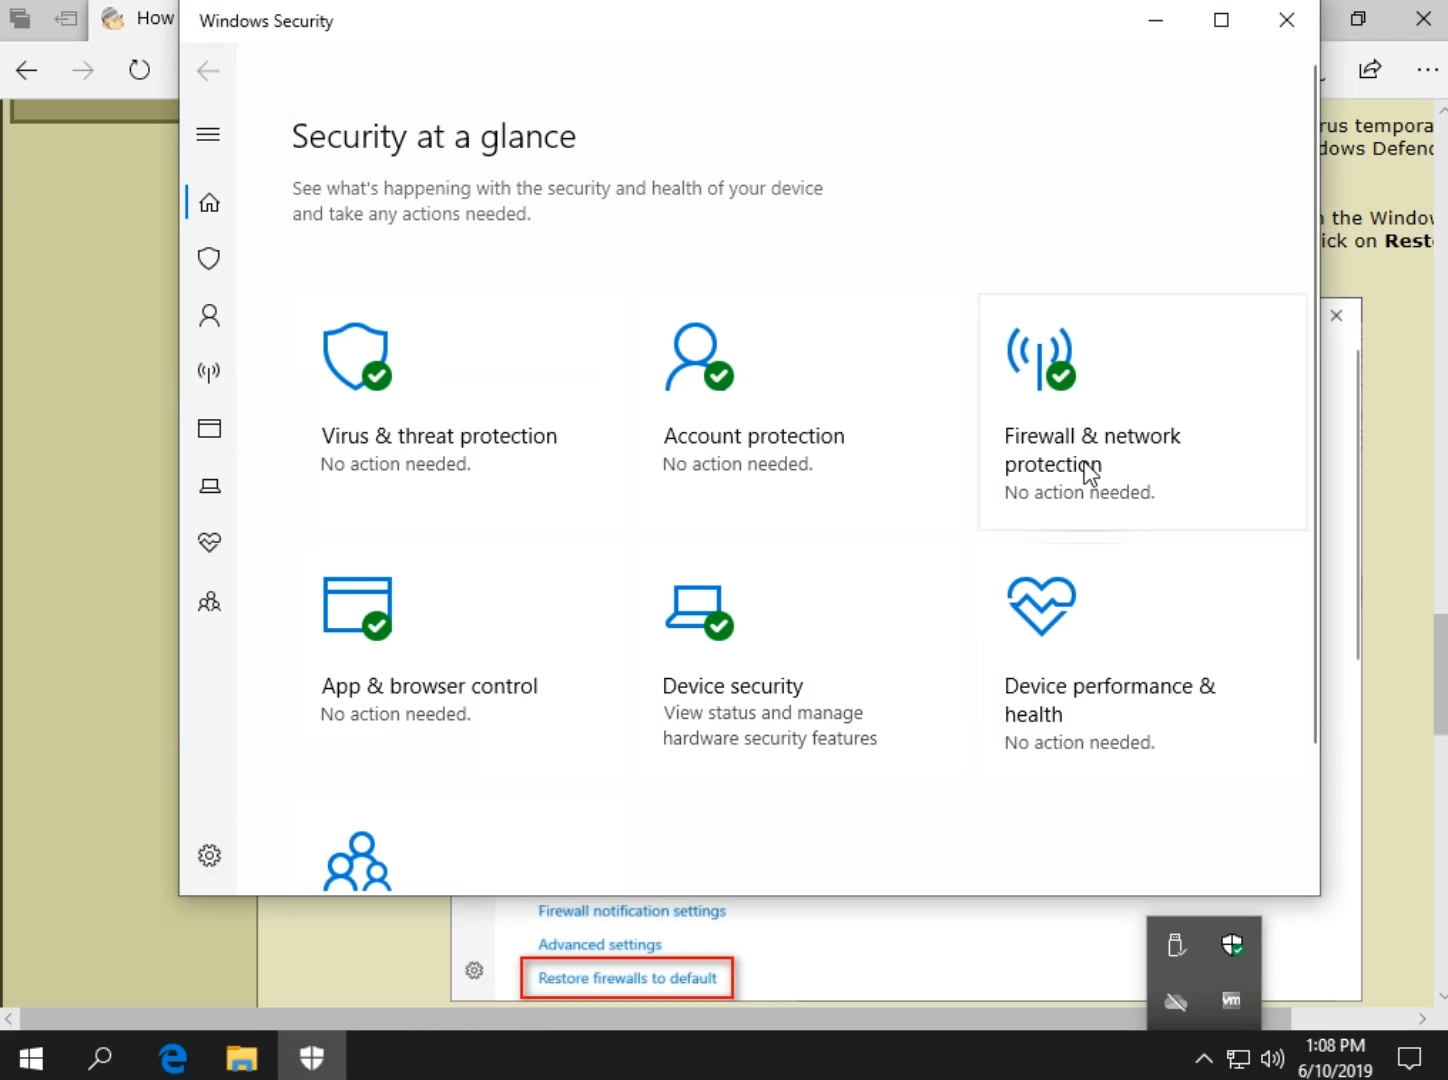 How
Windows Security
Security at a glance
See what's happening with the security and health of your device
and take any actions needed.
Virus & threat protection
No action needed.
Account protection
No action needed.
Firewall & network
protection
No action needed.
App & browser control
No action needed.
Device security
View status and manage
hardware security features
Device performance &
health
No action needed.
rus tempora
dows Defend
n the Window
ick on Rest
Firewall notification settings
Advanced settings
Restore firewalls to default
vm
1:08 PM
6/10/2019